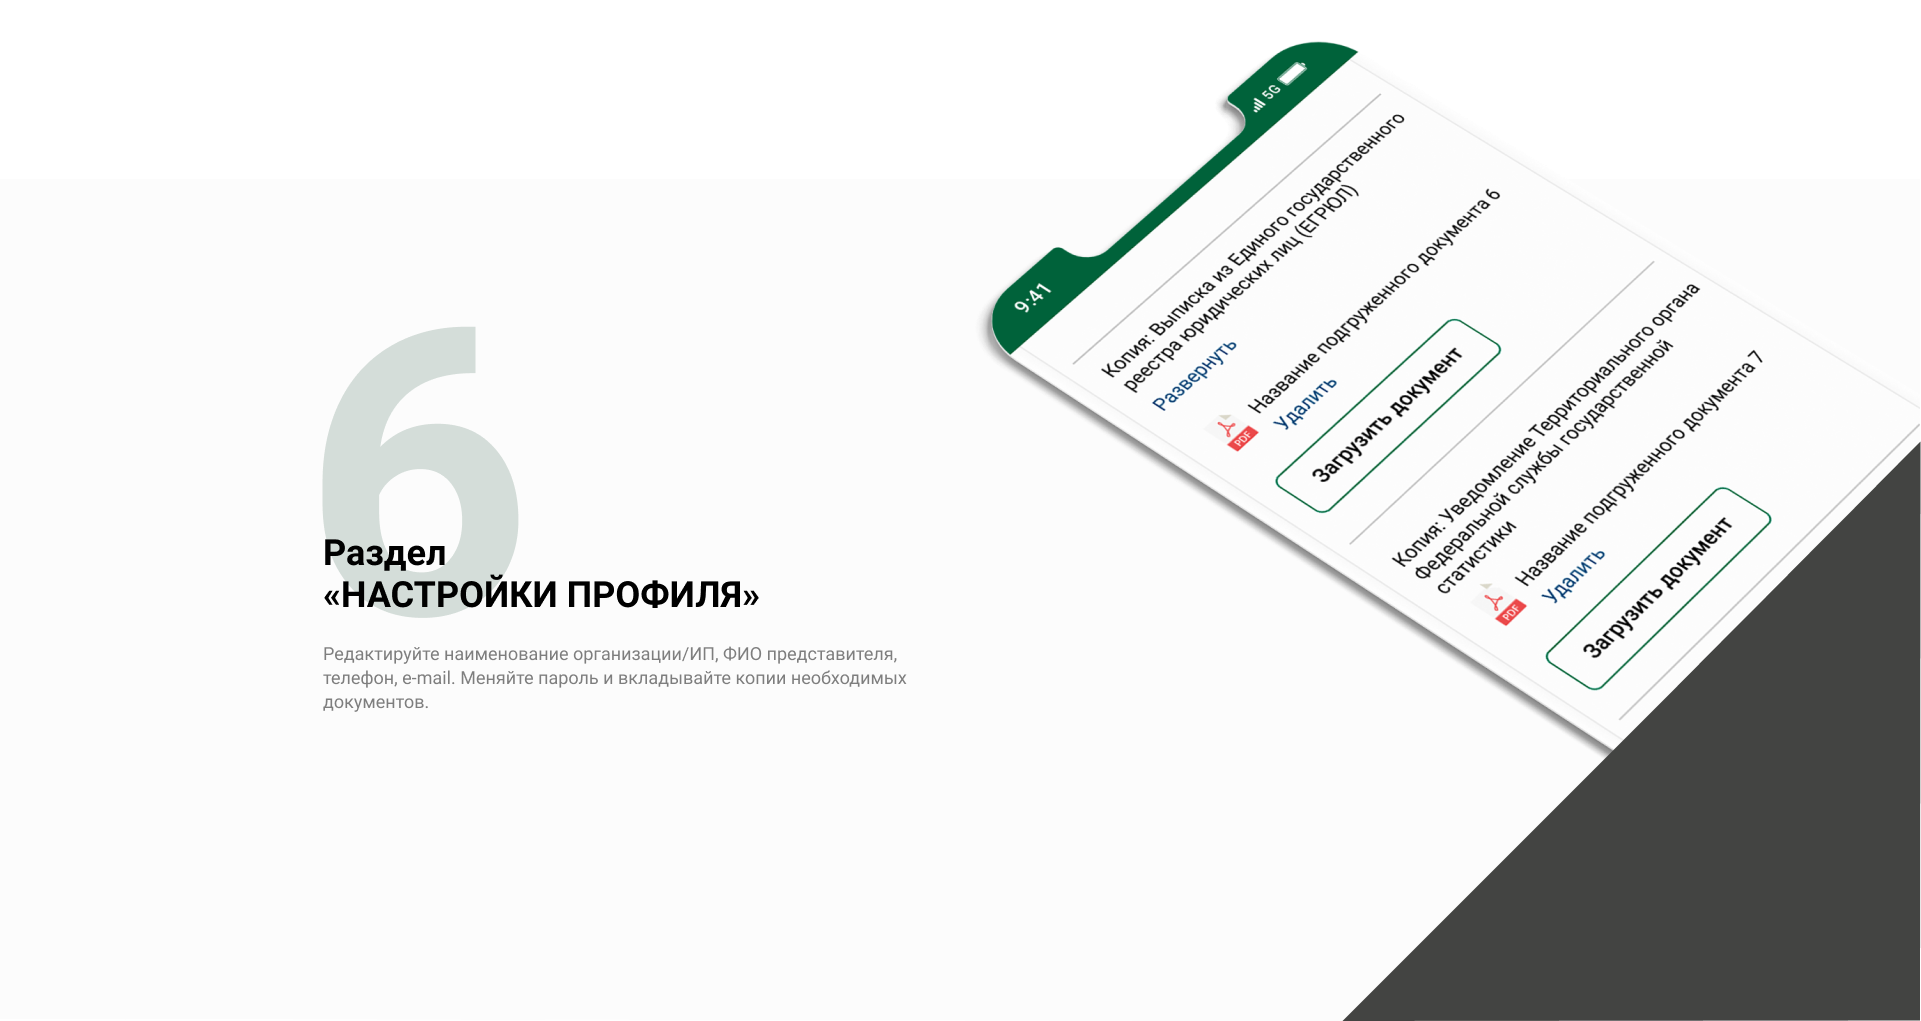 6
Раздел
«НАСТРОЙКИ ПРОФИЛЯ»
Редактируйте наименование организации/ИП, ФИО представителя,
телефон, e-mail. Меняйте пароль и вкладывайте копии необходимых
документов.
9:41
5G
Копия: Выписка из Единого государственного
реестра юридических лиц (ЕГРЮЛ)
Развернуть
PDF
Название подгруженного документа 6
Удалить
Загрузить документ
Копия: Уведомление Территориального органа
Федеральной службы государственной
статистики
PDF
Название подгруженного документа 7
Удалить
Загрузить документ